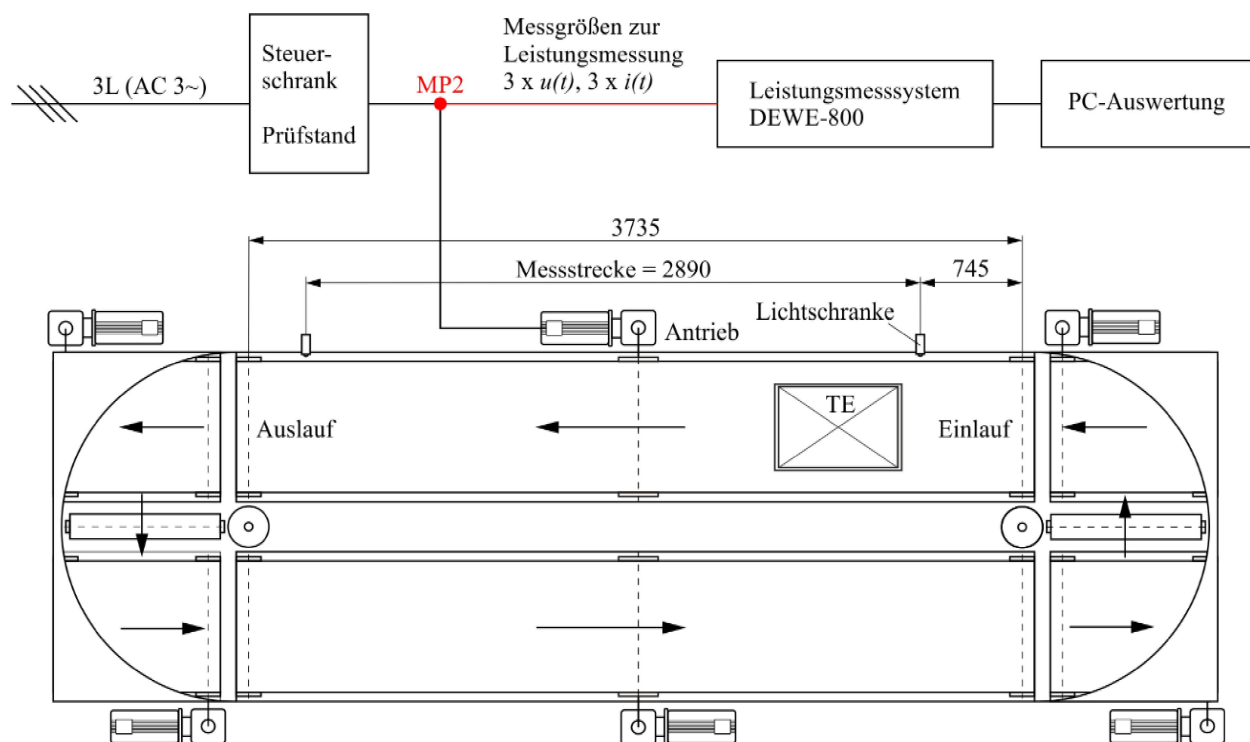 3L (AC 3~)
Steuer-
schrank
Prüfstand
MP2
Messgrößen zur
Leistungsmessung
3 x u(t), 3 x i(t)
Leistungsmesssystem
DEWE-800
PC-Auswertung
3735
Messstrecke = 2890
745
Lichtschranke
Antrieb
TE
Auslauf
Einlauf